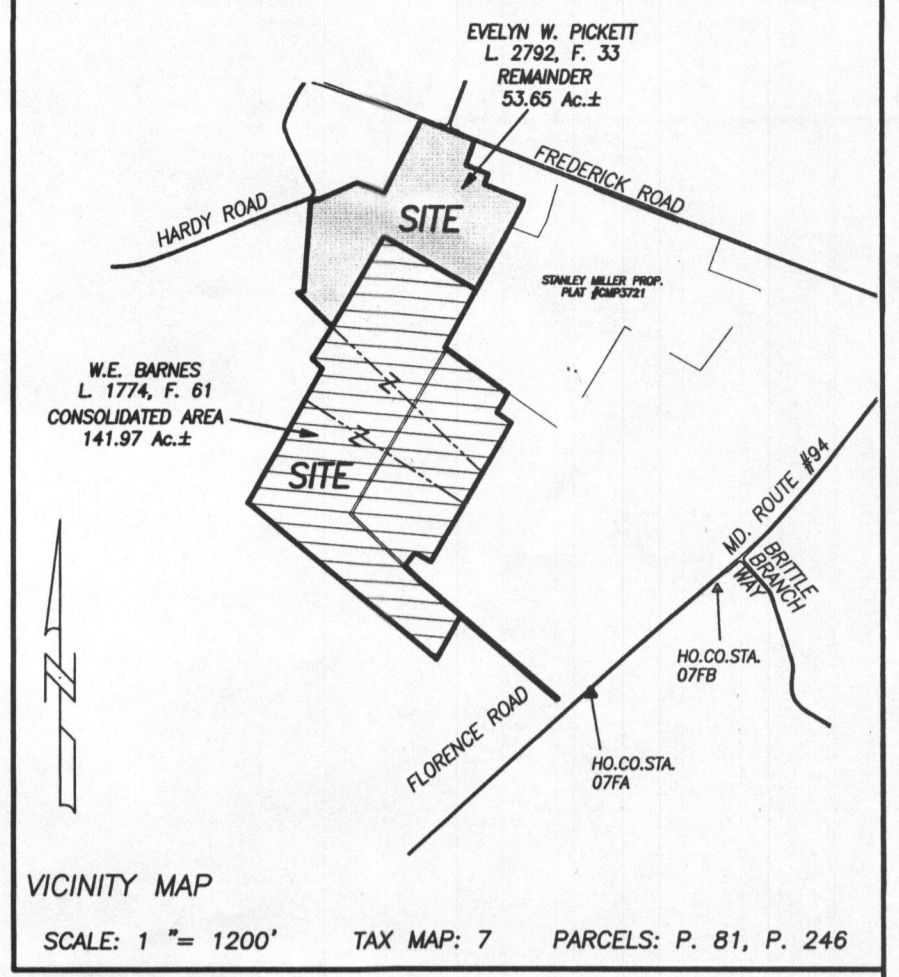 EVELYN W. PICKETT
L. 2792, F. 33
REMAINDER
53.65 Ac.±
FREDERICK ROAD
HARDY ROAD
SITE
STANLEY MILLER PROP.
PLAT #CMP3721
W.E. BARNES
L. 1774, F. 61
CONSOLIDATED AREA
141.97 Ac.±
Z
Z
SITE
MD. ROUTE #94
BRITTLE
BRANCH
WAY
HO.CO.STA.
07FB
FLORENCE ROAD
HO.CO.STA.
07FA
VICINITY MAP
SCALE: 1 "= 1200' TAX MAP: 7 PARCELS: P. 81, P. 246